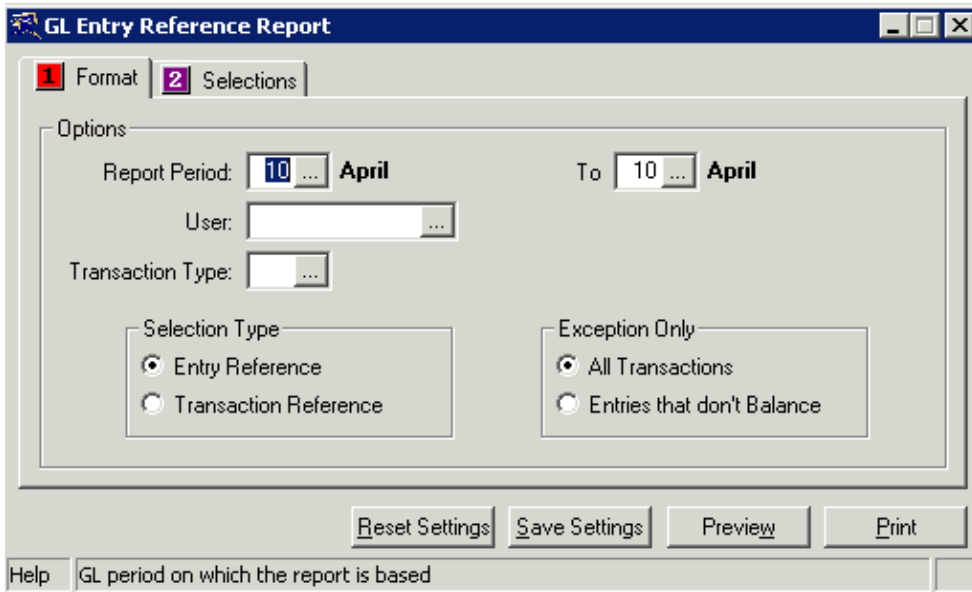 GL Entry Reference Report
1 Format 2 Selections
Options
Report Period: 10 ... April To 10 ... April
User: ...
Transaction Type: ...
Selection Type Exception Only
Entry Reference All Transactions
Transaction Reference Entries that don't Balance
Reset Settings Save Settings Preview Print
Help GL period on which the report is based